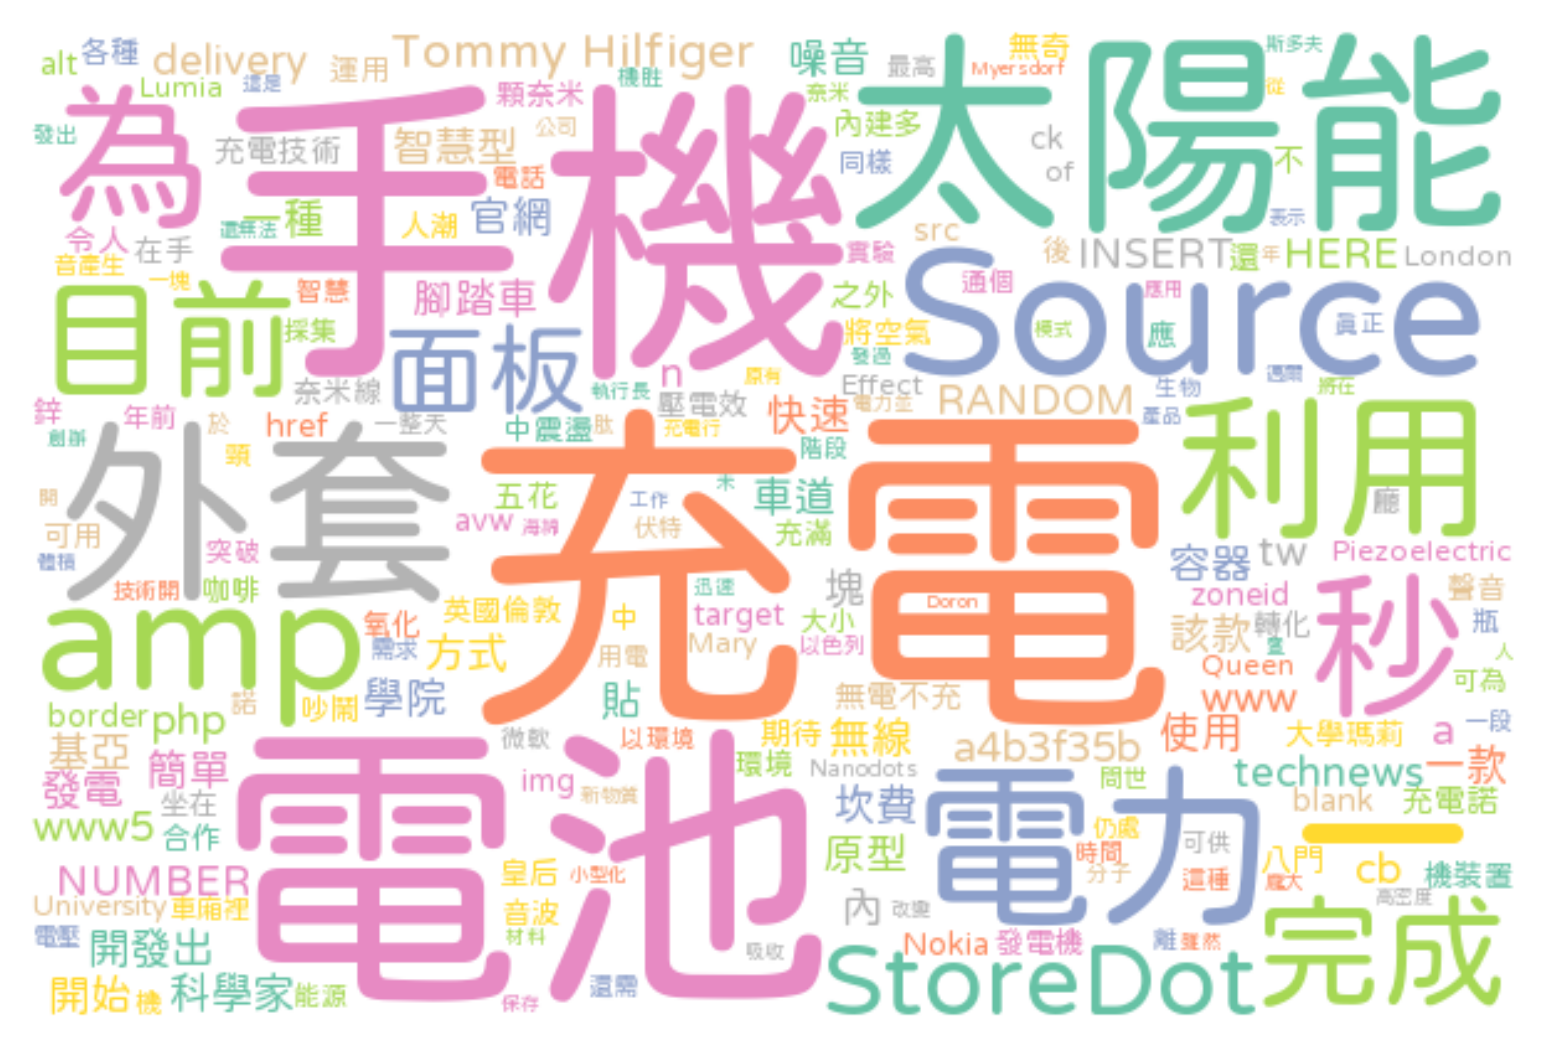 alt 各種 delivery 運用 Tommy Hilfiger 噪音 最高 無奇 斯多夫
Lumia 這是 顆奈米 機胜 奈米 Myersdorf 從
為 手機 太陽能
發出 充電技術 智慧型 公司 內建多 ck 不
電話 同樣 of
還無法 一種 人潮 官網 src 表示
令人 在手 實驗 後 INSERT 還 年 HERE London
音產生 一塊 智慧 腳踏車 之外 Source 通個 應用
目前 採集 面板 將空氣 模式 應 真正
發過
奈米線 n 原有 Effect 生物 邁爾
執行長 壓電效 電力並 RANDOM 將在
鋅 年前 於 href 一整天 中震盪 肽 充電行 快速 產品 利用
創辦 頸 階段
外套 充電
開 五花 工作 米 車道 廳
可用 avw 海綿 伏特 充滿
體積 突破 容器 tw Piezoelectric
技術開 咖啡 迅速 塊 zoneid 秒 聲音
amp 氧化 英國倫敦 中 target 大小 Doron 該款 轉化 瓶
需求 方式 用電 Mary 以色列 Queen 人
諾 吵鬧 學院 貼 無電不充 www 可為
border php 期待 無線 使用 大學瑪莉 a 一段
基亞 簡單 微軟 以環境 環境 a4b3f35b
發電 坐在 電池 img 新物質 Nanodots 問世 technews 一款
www5 合作 坎費 電力 blank 充電諾
原型 仍處 可供 一
NUMBER 皇后 小型化 時間 分子 這種 八門 龐大 cb 機裝置
University 車廂裡 音波 內 改變 高密度
電壓 開發出 材料 吸收 Nokia 發電機 離 雖然 完成
開始 機 科學家 能源 保存 還需 StoreDot